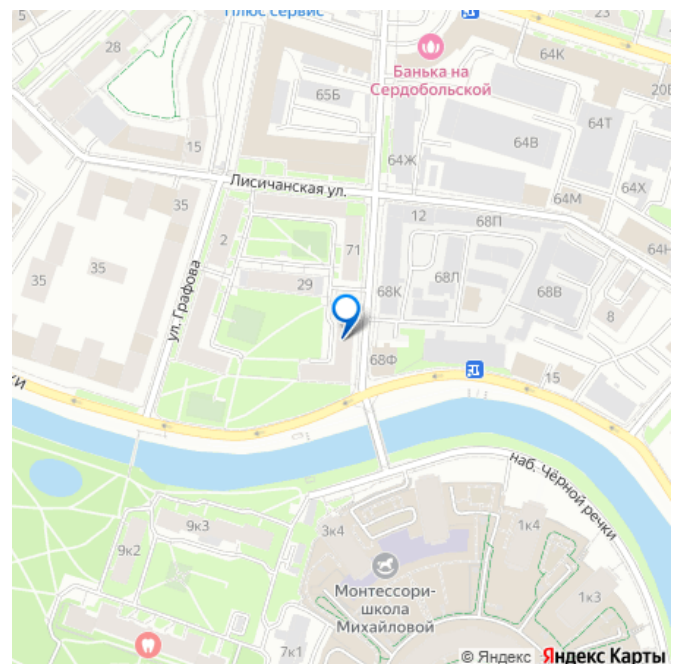 Плюс сервис
5
23
28
64К
Банька на
Сердобольской
65Б
20Б
64Т
64В
15
64Ж
Лисичанская ул.
64Х
64М
35
12
68П
2
71
64Н
35
35
ул. Графова
29
68К
68Л
68В
8
68Ф
15
ки
наб. Чёрной речки
9к3
3к4
1к4
9к2
Монтессори-
школа
Михайловой
1к3
7к1
© Яндекс Яндекс Карты